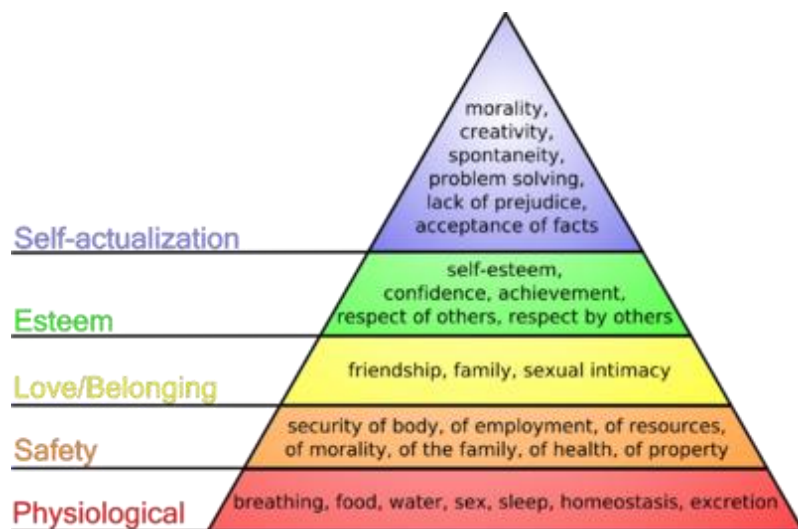 morality,
creativity,
spontaneity,
problem solving,
lack of prejudice,
acceptance of facts
Self-actualization
self-esteem,
confidence, achievement,
respect of others, respect by others
Esteem
friendship, family, sexual intimacy
Love/Belonging
security of body, of employment, of resources,
of morality, of the family, of health, of property
Safety
breathing, food, water, sex, sleep, homeostasis, excretion
Physiological